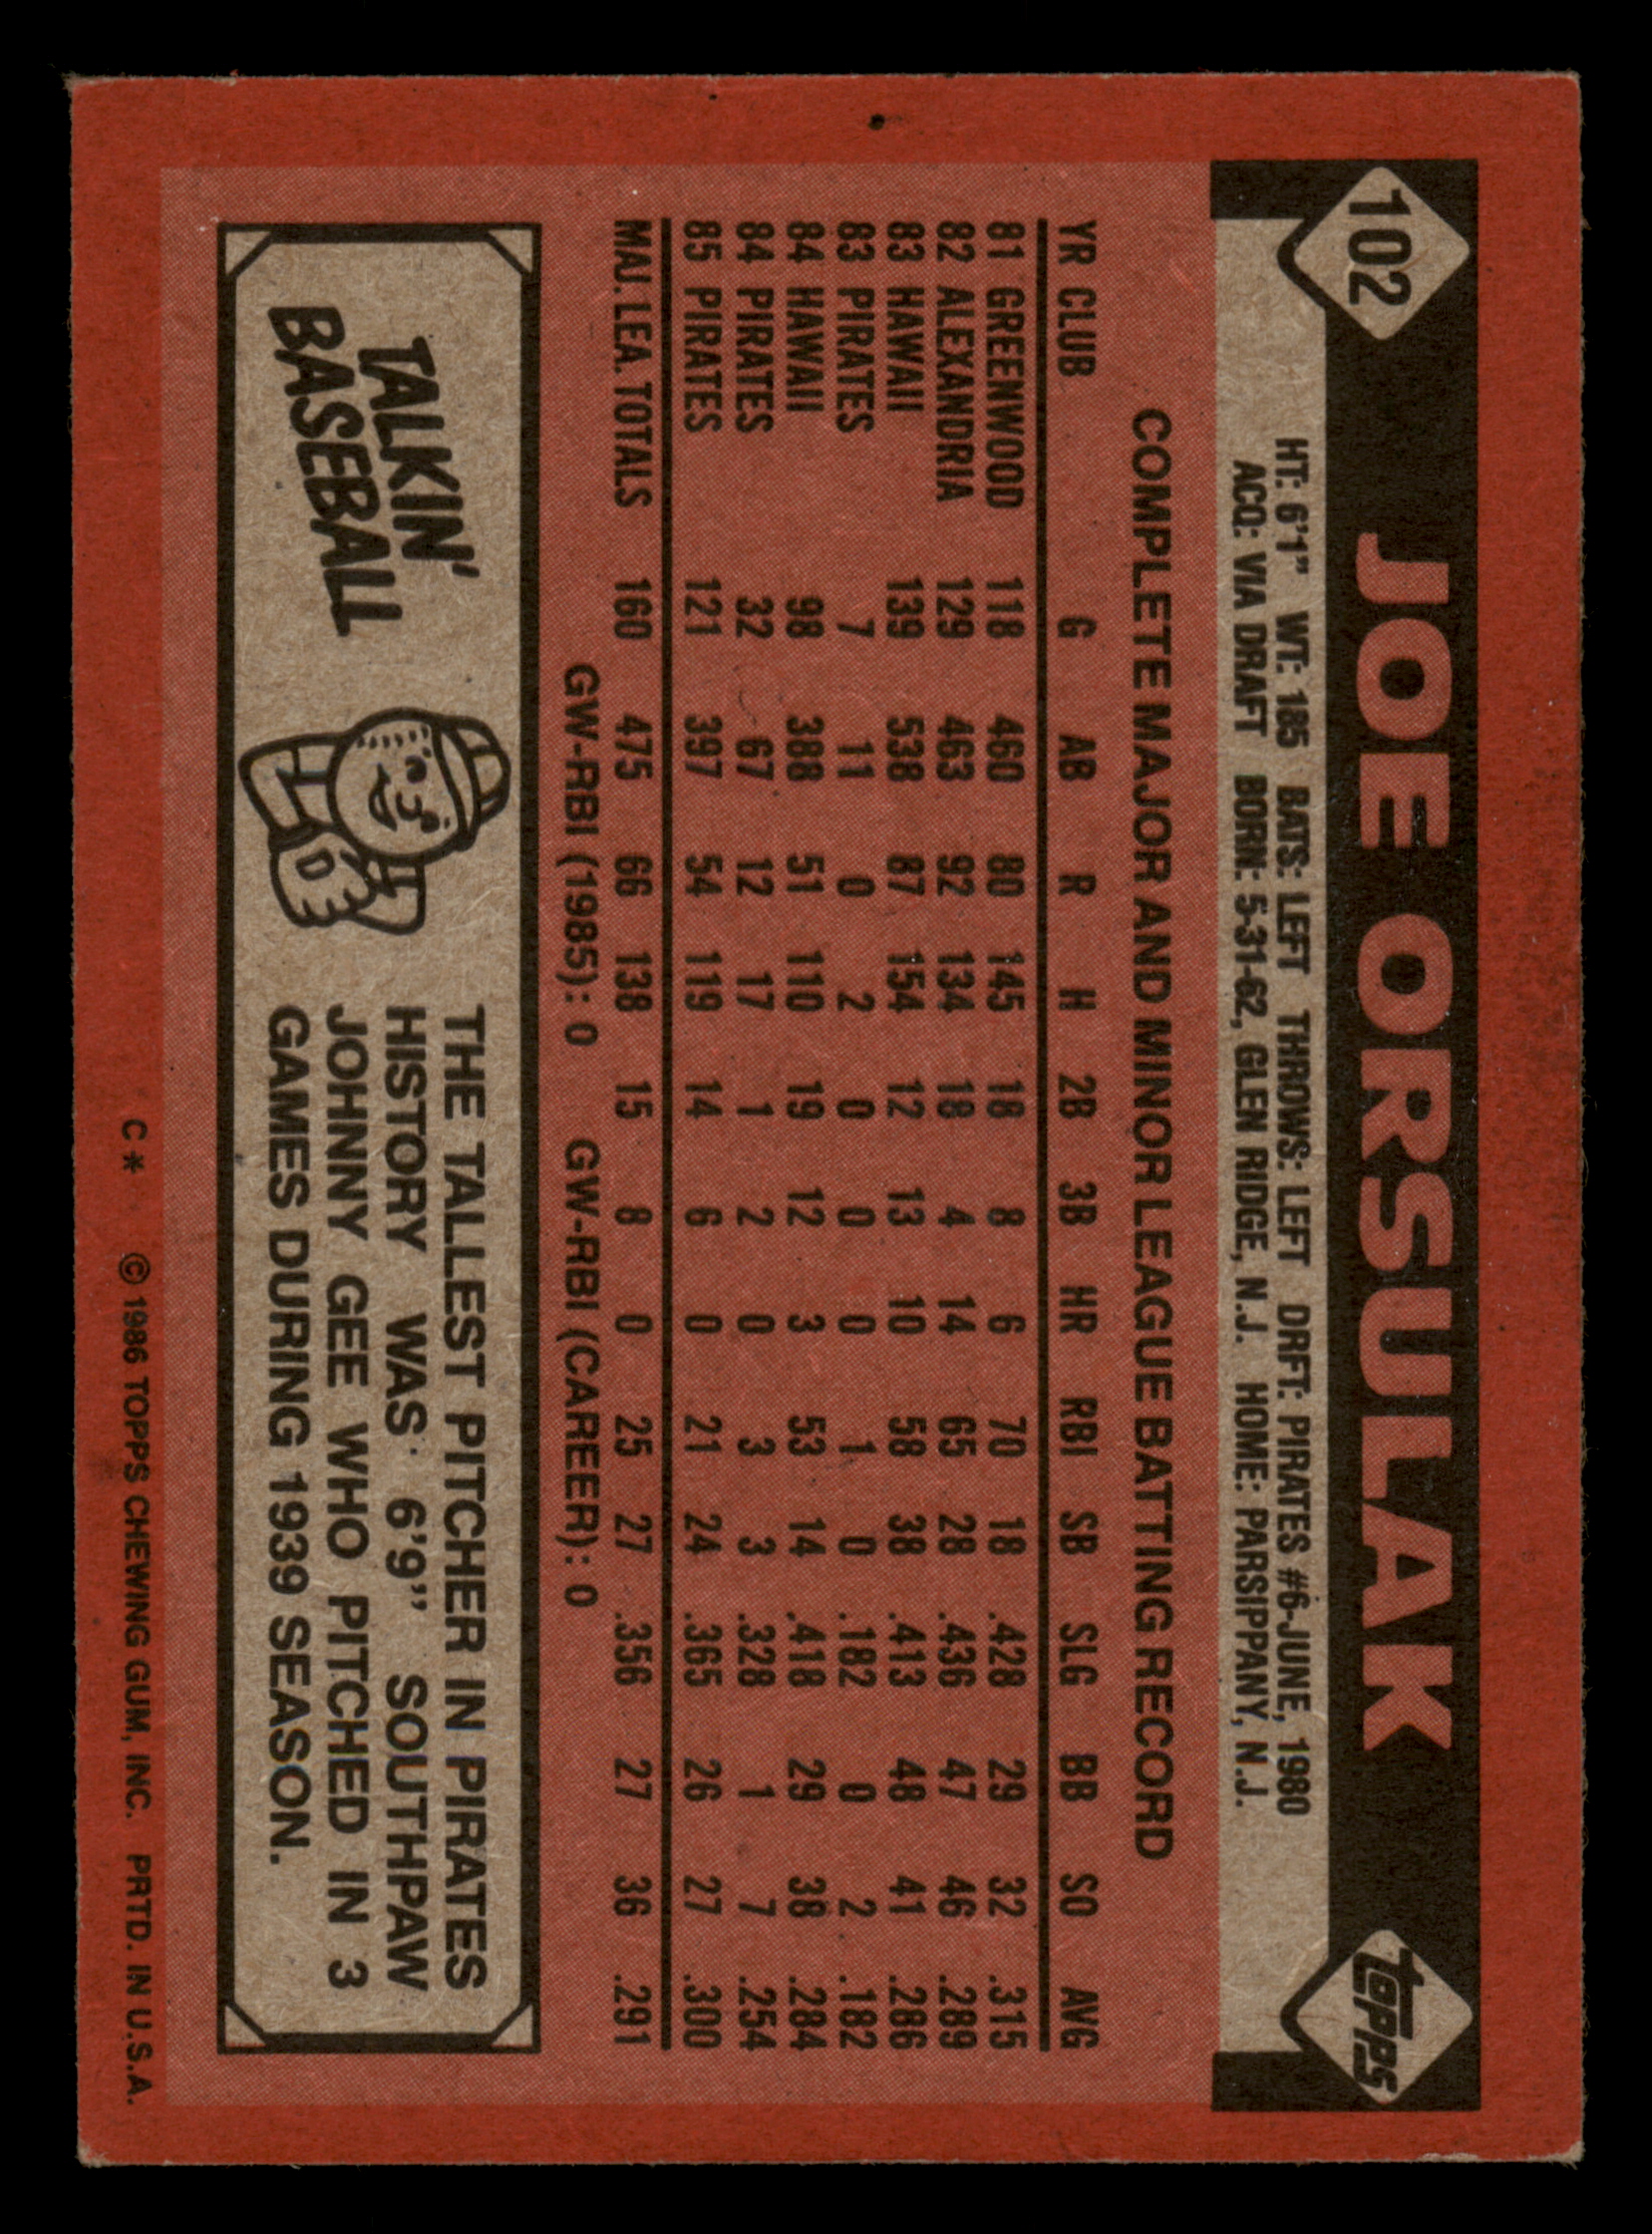 102 JOE ORSULAK topps
HT: 6'1" WT: 185 BATS: LEFT THROWS: LEFT DRFT: PIRATES #6-JUNE, 1980
ACQ: VIA DRAFT BORN: 5-31-62, GLEN RIDGE, N.J. HOME: PARSIPPANY, N.J.
COMPLETE MAJOR AND MINOR LEAGUE BATTING RECORD
YR CLUB G AB R H 2B 3B HR RBI SB SLG BB SO AVG
81 GREENWOOD 118 460 80 145 18 8 6 70 18 .428 29 32 .315
82 ALEXANDRIA 129 463 92 134 18 4 14 65 28 .436 47 46 .289
83 HAWAII 139 538 87 154 12 13 10 58 38 .413 48 41 .286
83 PIRATES 7 11 0 2 0 0 0 1 0 .182 0 2 .182
84 HAWAII 98 388 51 110 19 12 3 53 14 .418 29 38 .284
84 PIRATES 32 67 12 17 1 2 0 3 3 .328 1 7 .254
85 PIRATES 121 397 54 119 14 6 0 21 24 .365 26 27 .300
MAJ. LEA. TOTALS 160 475 66 138 15 8 0 25 27 .356 27 36 .291
GW-RBI (1985): 0 GW-RBI (CAREER): 0
TALKIN'
BASEBALL
THE TALLEST PITCHER IN PIRATES
HISTORY WAS 6'9" SOUTHPAW
JOHNNY GEE WHO PITCHED IN 3
GAMES DURING 1939 SEASON.
C* © 1986 TOPPS CHEWING GUM, INC. PRTD. IN U.S.A.